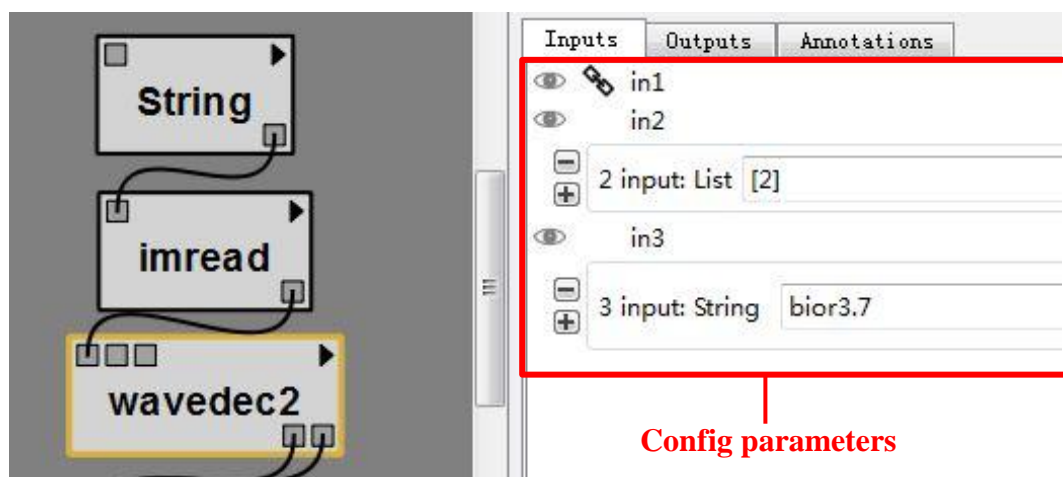 String
imread
wavedec2
Inputs Outputs Annotations
in1
in2
2 input: List [2]
in3
3 input: String bior3.7
Config parameters